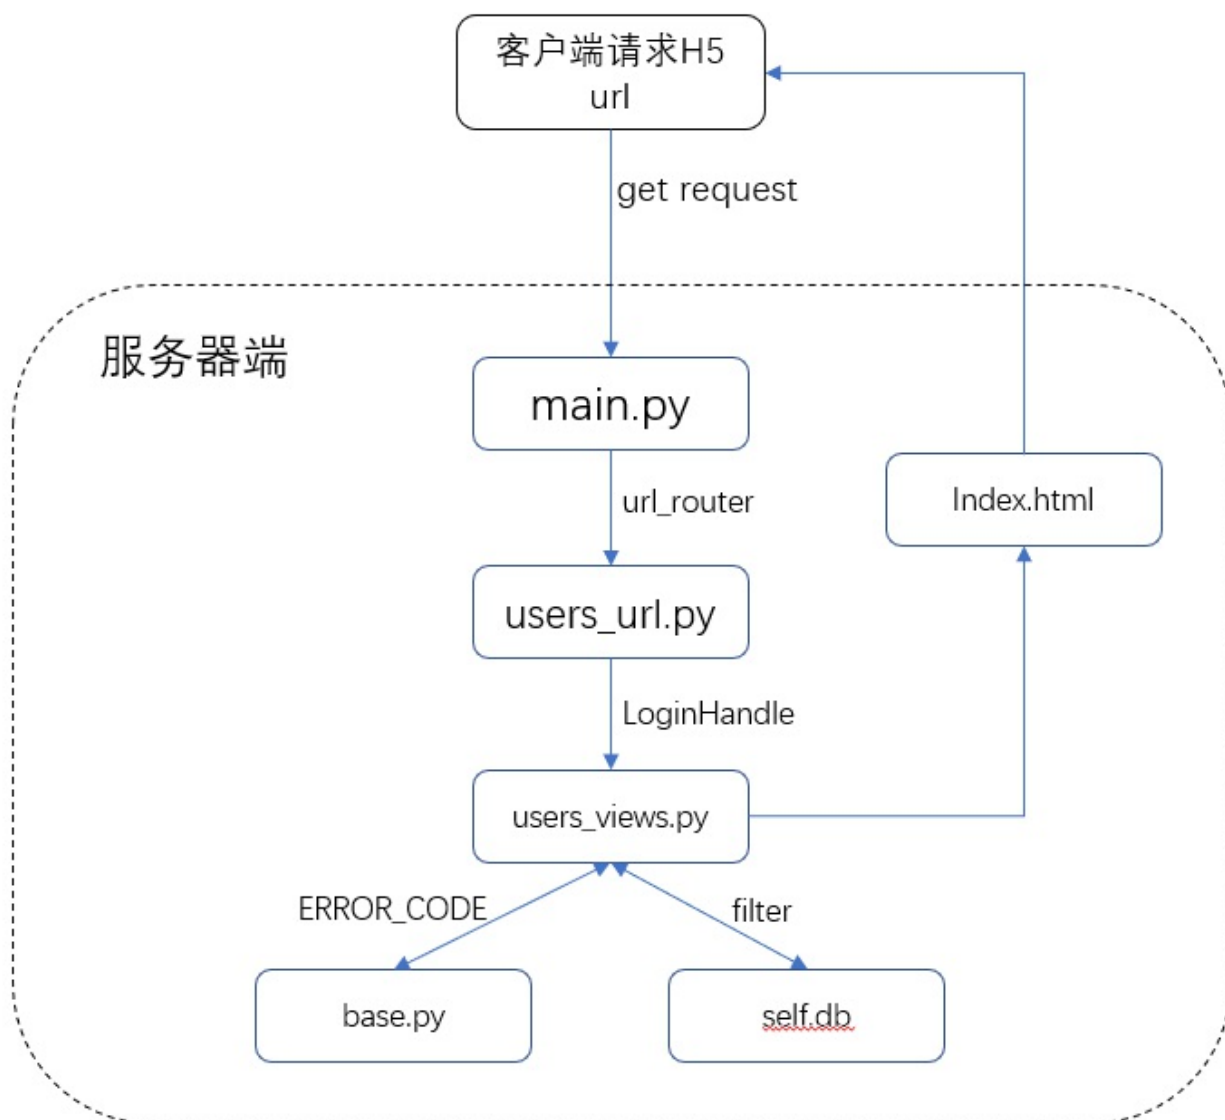 客户端请求H5
url
get request
服务器端
main.py
url_router
Index.html
users_url.py
LoginHandle
users_views.py
ERROR_CODE
filter
base.py
self.db